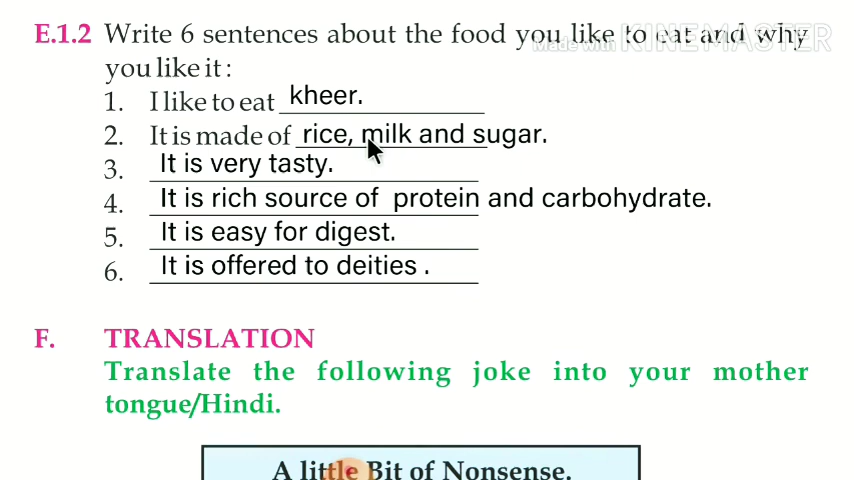 E.1.2 Write 6 sentences about the food you like to eat and why
Made with KINEMASTER
you like it :
1. I like to eat kheer.
2. It is made of rice, milk and sugar.
3. It is very tasty.
4. It is rich source of protein and carbohydrate.
5. It is easy for digest.
6. It is offered to deities .
F. TRANSLATION
Translate the following joke into your mother
tongue/Hindi.
A little Bit of Nonsense.